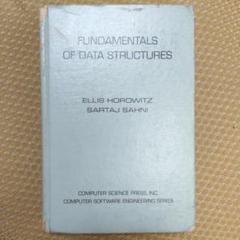 FUNDAMENTALS
OF DATA STRUCTURES
ELLIS HOROWITZ
SARTAJ SAHNI
COMPUTER SCIENCE PRESS, INC.
COMPUTER SOFTWARE ENGINEERING SERIES